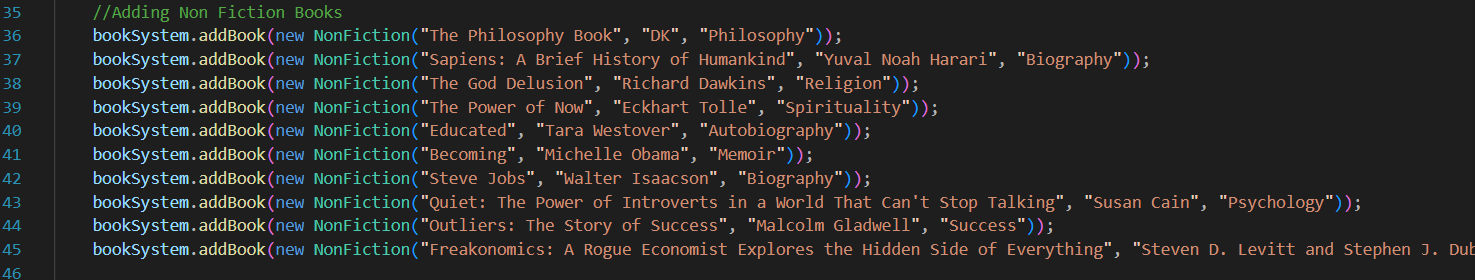 35 //Adding Non Fiction Books
36 bookSystem.addBook(new NonFiction("The Philosophy Book", "DK", "Philosophy"));
37 bookSystem.addBook(new NonFiction("Sapiens: A Brief History of Humankind", "Yuval Noah Harari", "Biography"));
38 bookSystem.addBook(new NonFiction("The God Delusion", "Richard Dawkins", "Religion"));
39 bookSystem.addBook(new NonFiction("The Power of Now", "Eckhart Tolle", "Spirituality"));
40 bookSystem.addBook(new NonFiction("Educated", "Tara Westover", "Autobiography"));
41 bookSystem.addBook(new NonFiction("Becoming", "Michelle Obama", "Memoir"));
42 bookSystem.addBook(new NonFiction("Steve Jobs", "Walter Isaacson", "Biography"));
43 bookSystem.addBook(new NonFiction("Quiet: The Power of Introverts in a World That Can't Stop Talking", "Susan Cain", "Psychology"));
44 bookSystem.addBook(new NonFiction("Outliers: The Story of Success", "Malcolm Gladwell", "Success"));
45 bookSystem.addBook(new NonFiction("Freakonomics: A Rogue Economist Explores the Hidden Side of Everything", "Steven D. Levitt and Stephen J.
46